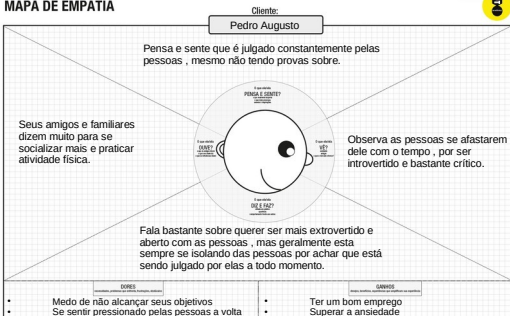 MAPA DE EMPATIA
Cliente:
Pedro Augusto
Pensa e sente que é julgado constantemente pelas
pessoas , mesmo não tendo provas sobre.
PENSA E SENTE?
Seus amigos e familiares
dizem muito para se
socializar mais e praticar
atividade física.
OUVE?
VÊ?
Observa as pessoas se afastarem
dele com o tempo , por ser
introvertido e bastante crítico.
DIZ E FAZ?
Fala bastante sobre querer ser mais extrovertido e
aberto com as pessoas , mas geralmente esta
sempre se isolando das pessoas por achar que está
sendo julgado por elas a todo momento.
DORES
• Medo de não alcançar seus objetivos
• Se sentir pressionado pelas pessoas a volta
GANHOS
• Ter um bom emprego
• Superar a ansiedade